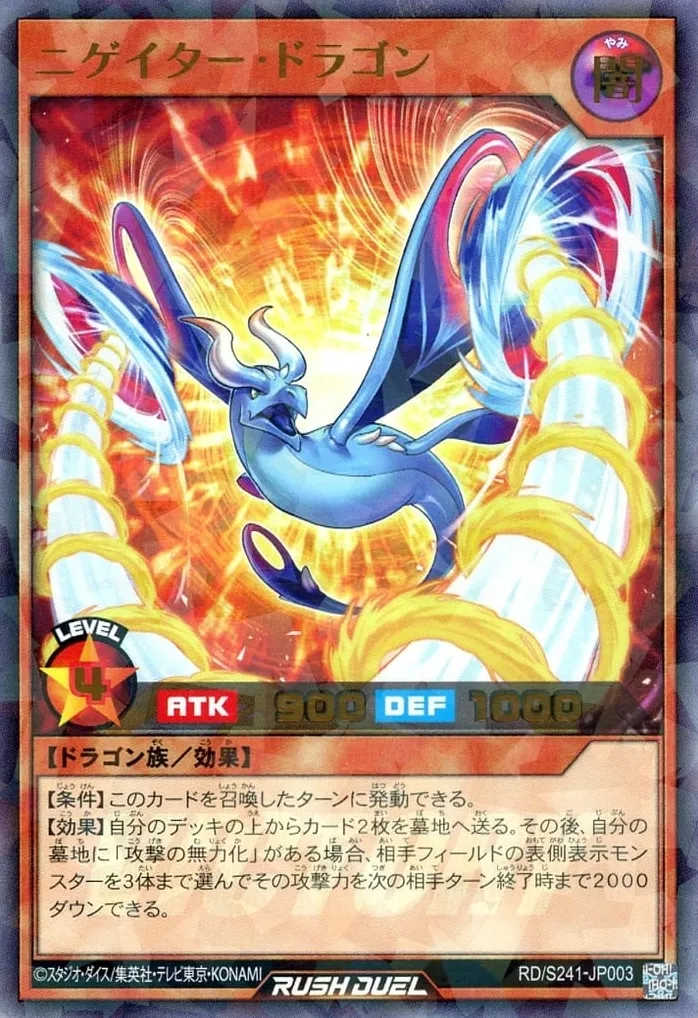 ニゲイター・ドラゴン
やみ
闇
LEVEL
4
ATK 900 DEF 1000
【ドラゴン族／効果】
【条件】このカードを召喚したターンに発動できる。
【効果】自分のデッキの上からカード2枚を墓地へ送る。その後、自分の
墓地に「攻撃の無力化」がある場合、相手フィールドの表側表示モン
スターを3体まで選んでその攻撃力を次の相手ターン終了時まで2000
ダウンできる。
©スタジオ・ダイス/集英社・テレビ東京・KONAMI
RUSH DUEL
RD/S241-JP003